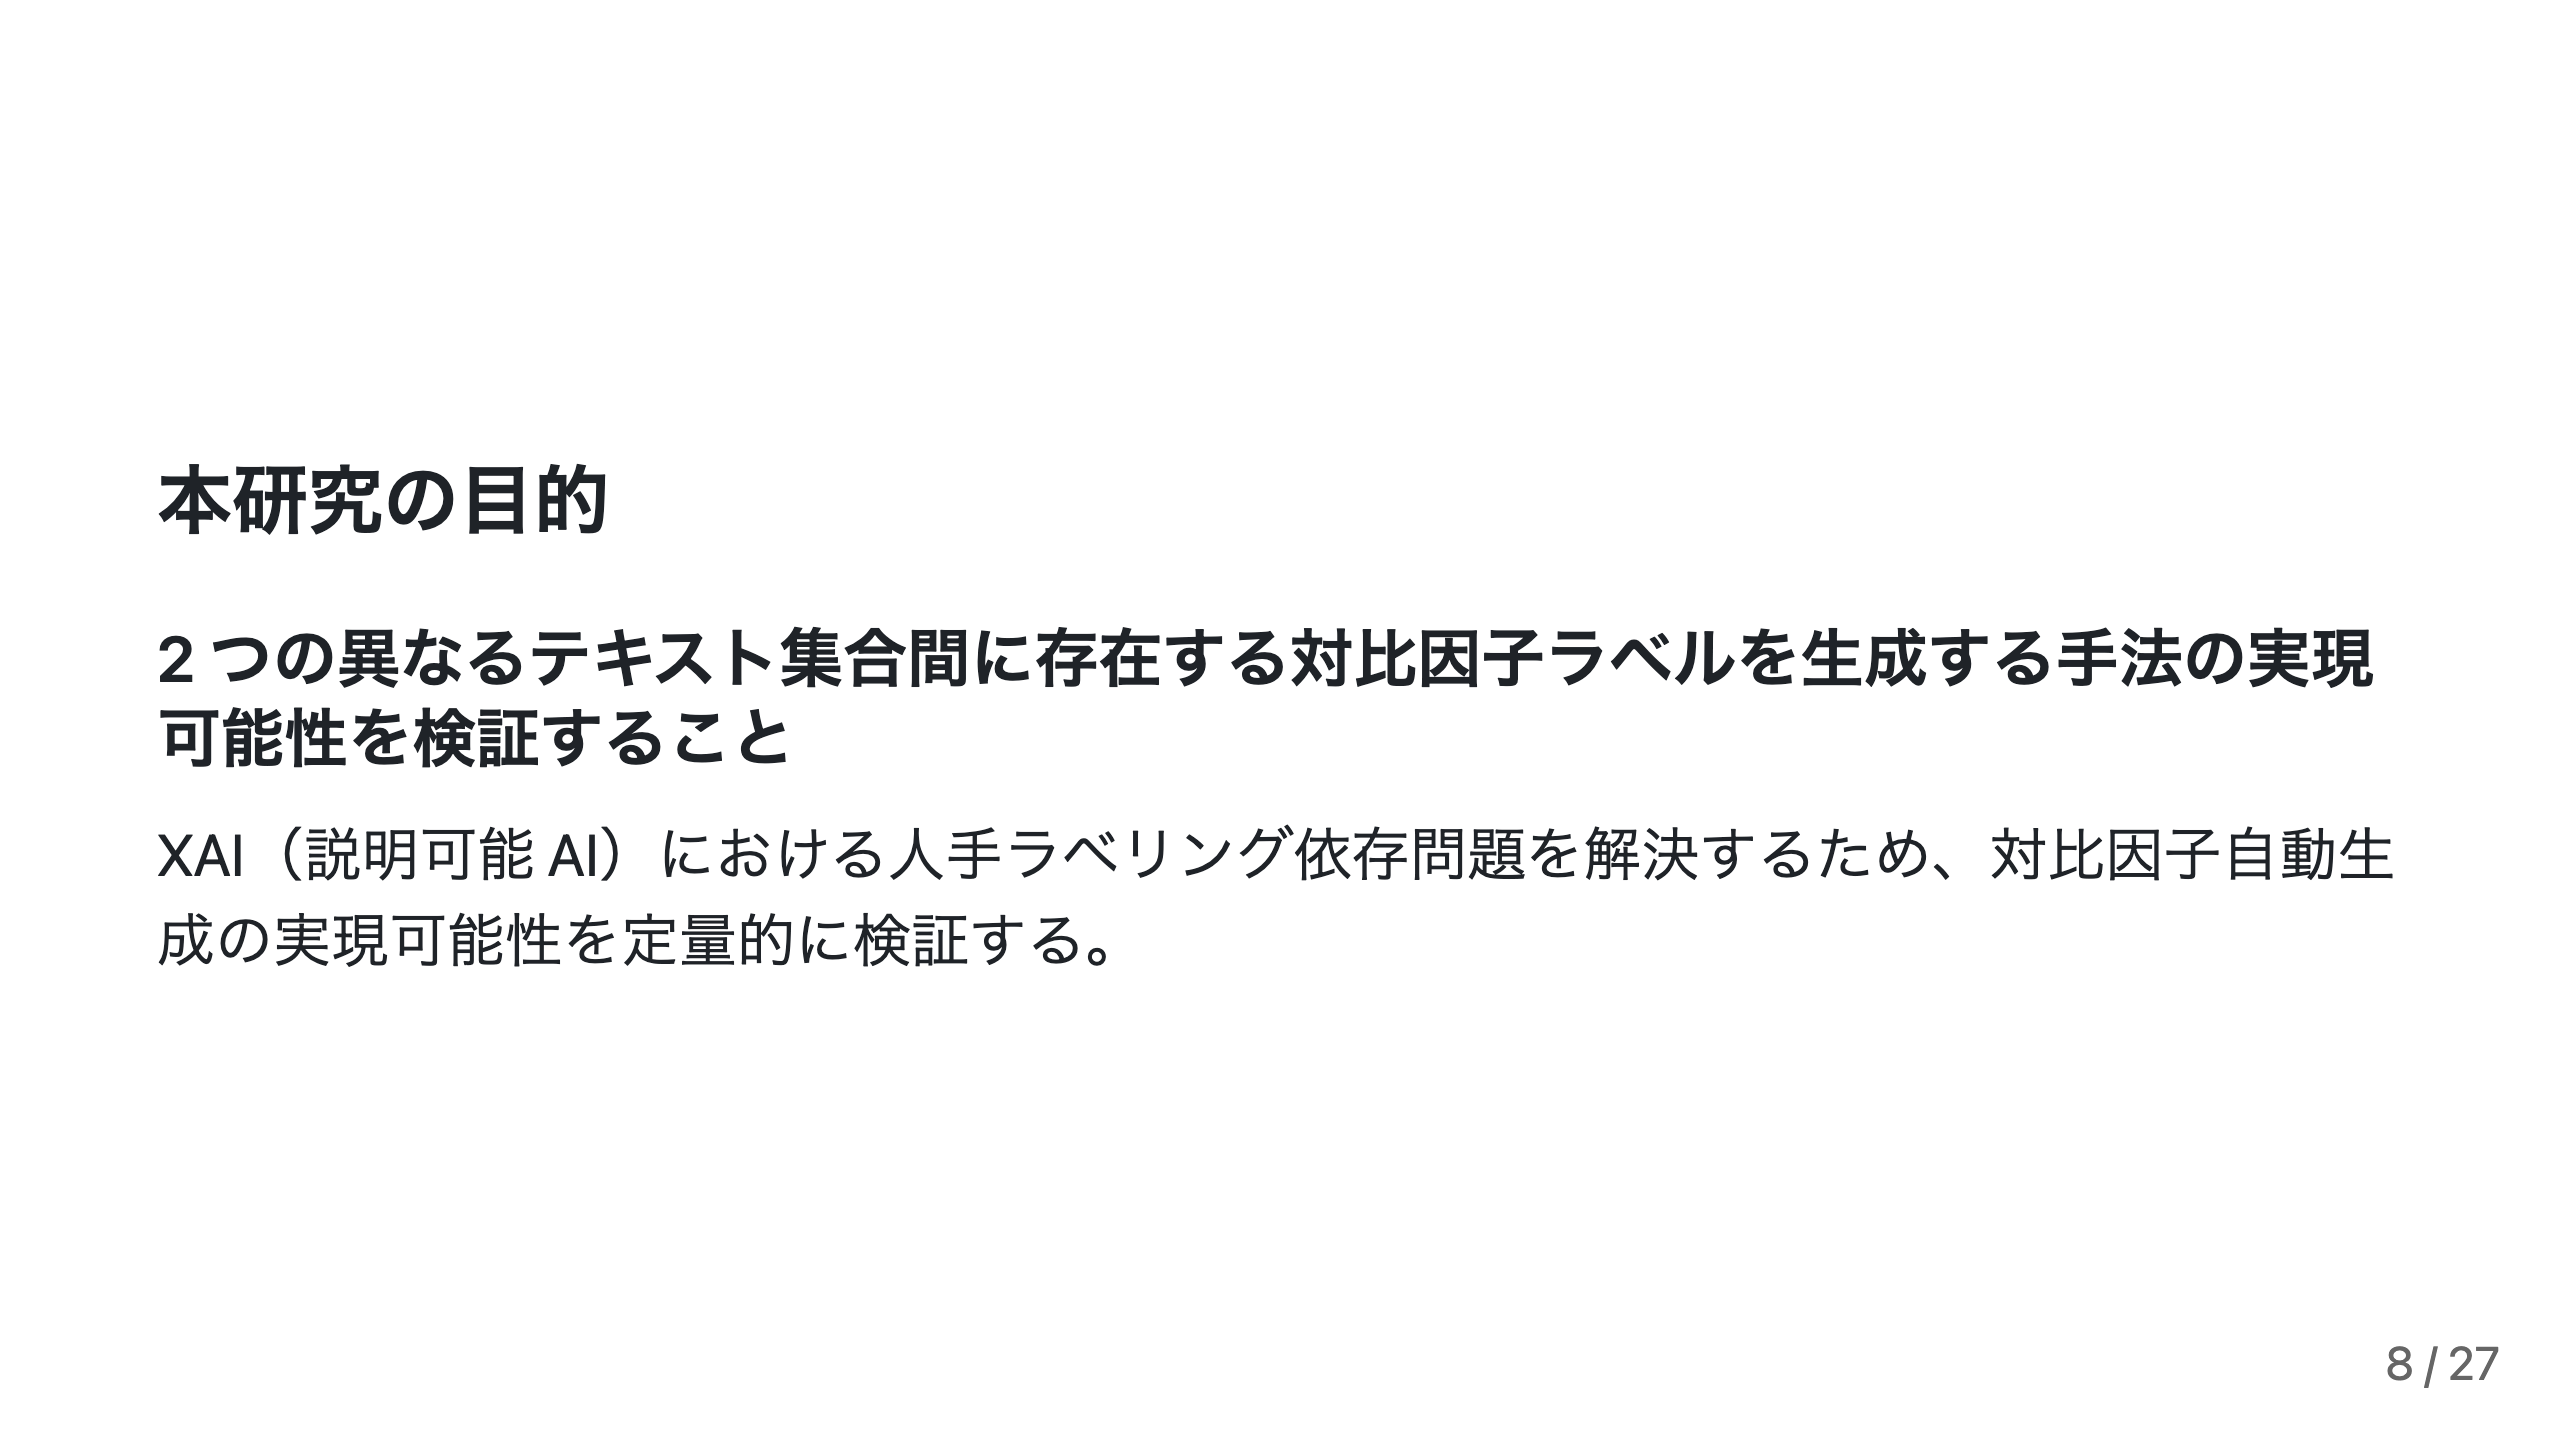 本研究の目的
2 つの異なるテキスト集合間に存在する対比因子ラベルを生成する手法の実現
可能性を検証すること
XAI（説明可能 AI）における人手ラベリング依存問題を解決するため、対比因子自動生
成の実現可能性を定量的に検証する。
8 / 27